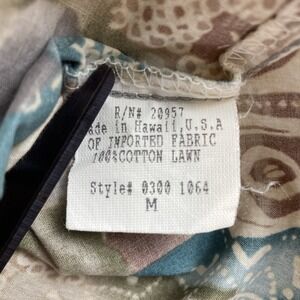 R/N# 20957
ade in Hawaii,U.S.A
OF IMPORTED FABRIC
100%COTTON LAWN
Style# 0300 1064
M